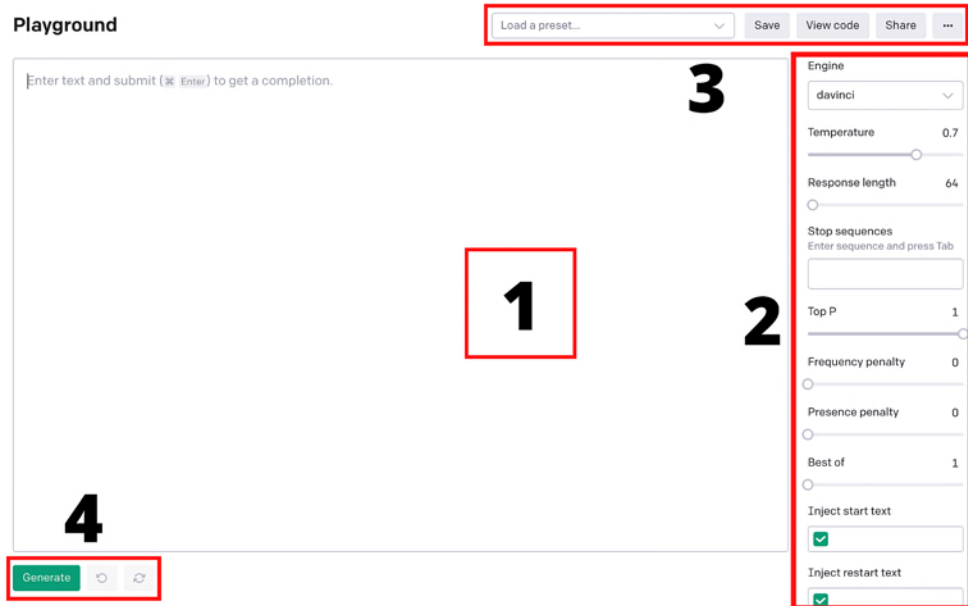 Playground
Load a preset...
Save
View code
Share
...
Enter text and submit (⌘ Enter) to get a completion.
3
Engine
davinci
Temperature 0.7
Response length 64
Stop sequences
Enter sequence and press Tab
1
2
Top P 1
Frequency penalty 0
Presence penalty 0
Best of 1
4
Inject start text
Generate
Inject restart text